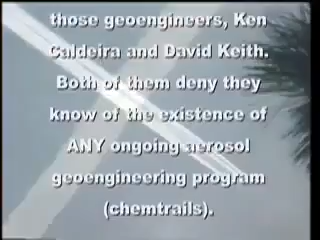 those geoengineers, Ken
Caldeira and David Keith.
Both of them deny they
know of the existence of
ANY ongoing aerosol
geoengineering program
(chemtrails).